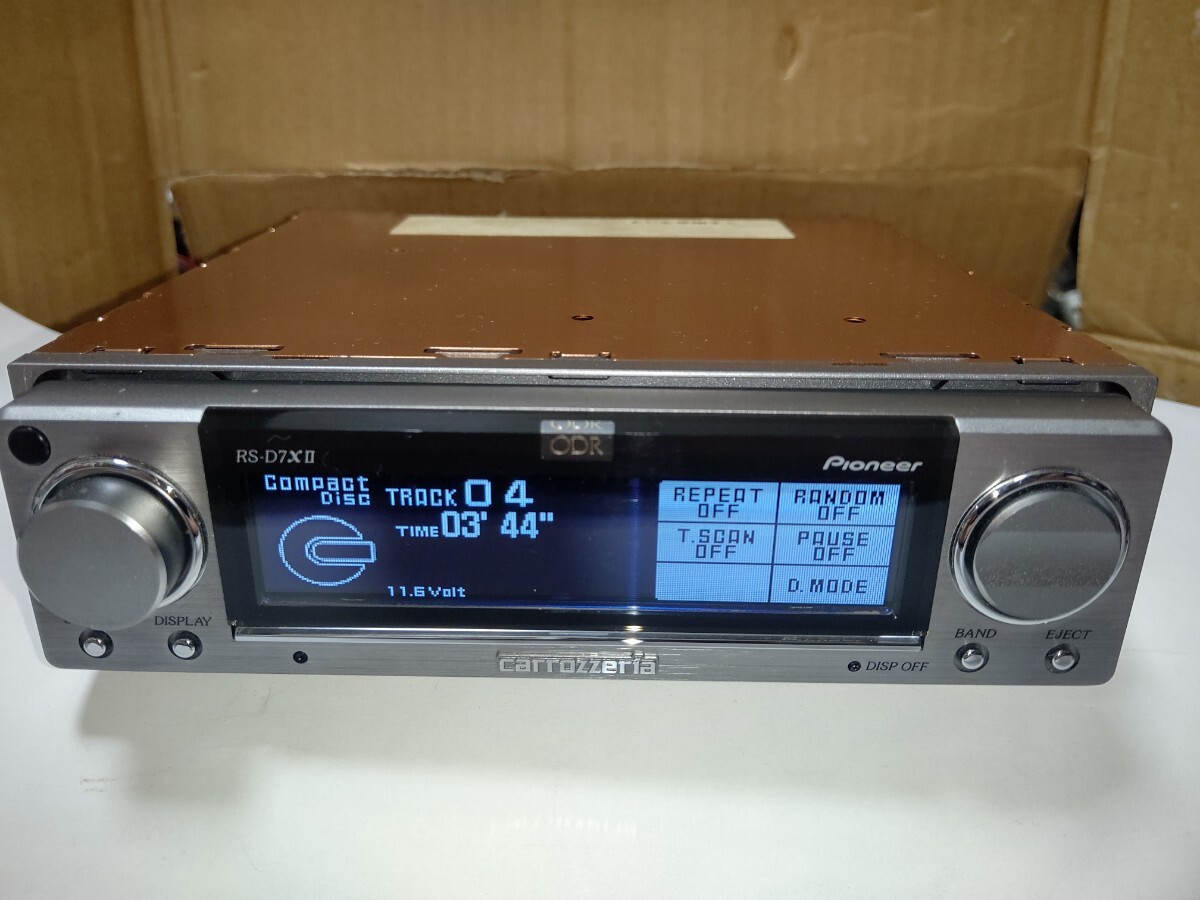 ODR
RS-D7XII
Pioneer
Compact
Disc
TRACK 04
TIME 03' 44"
11.6 Volt
REPEAT
OFF
RANDOM
OFF
T.SCAN
OFF
PAUSE
OFF
D.MODE
DISPLAY
carrozzeria
DISP OFF
BAND
EJECT